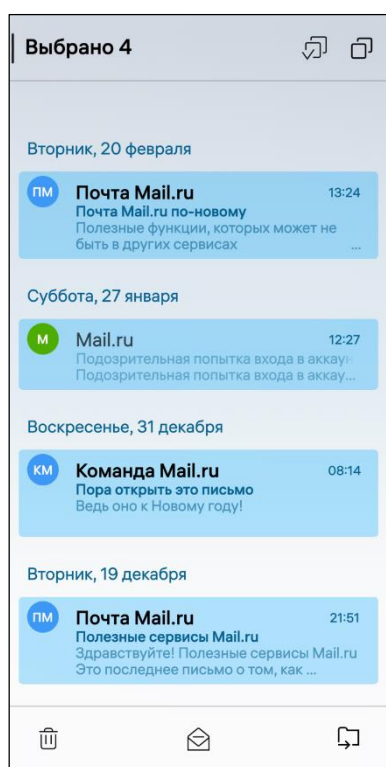 Выбрано 4
Вторник, 20 февраля
ПМ
Почта Mail.ru 13:24
Почта Mail.ru по-новому
Полезные функции, которых может не
быть в других сервисах ...
Суббота, 27 января
М
Mail.ru 12:27
Подозрительная попытка входа в аккаун
Подозрительная попытка входа в аккау...
Воскресенье, 31 декабря
КМ
Команда Mail.ru 08:14
Пора открыть это письмо
Ведь оно к Новому году!
Вторник, 19 декабря
ПМ
Почта Mail.ru 21:51
Полезные сервисы Mail.ru
Здравствуйте! Полезные сервисы Mail.ru
Это последнее письмо о том, как ...